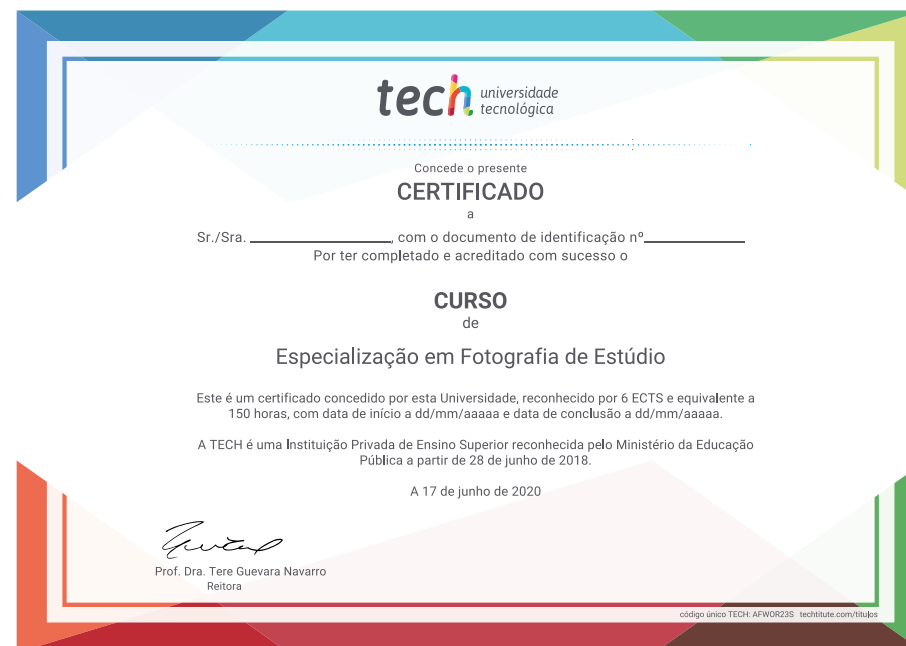 tech universidade
tecnológica
Concede o presente
CERTIFICADO
a
Sr./Sra. ____________________, com o documento de identificação nº______________
Por ter completado e acreditado com sucesso o
CURSO
de
Especialização em Fotografia de Estúdio
Este é um certificado concedido por esta Universidade, reconhecido por 6 ECTS e equivalente a
150 horas, com data de início a dd/mm/aaaaa e data de conclusão a dd/mm/aaaaa.
A TECH é uma Instituição Privada de Ensino Superior reconhecida pelo Ministério da Educação
Pública a partir de 28 de junho de 2018.
A 17 de junho de 2020
Prof. Dra. Tere Guevara Navarro
Reitora
código único TECH: AFWOR23S techtitute.com/titulos